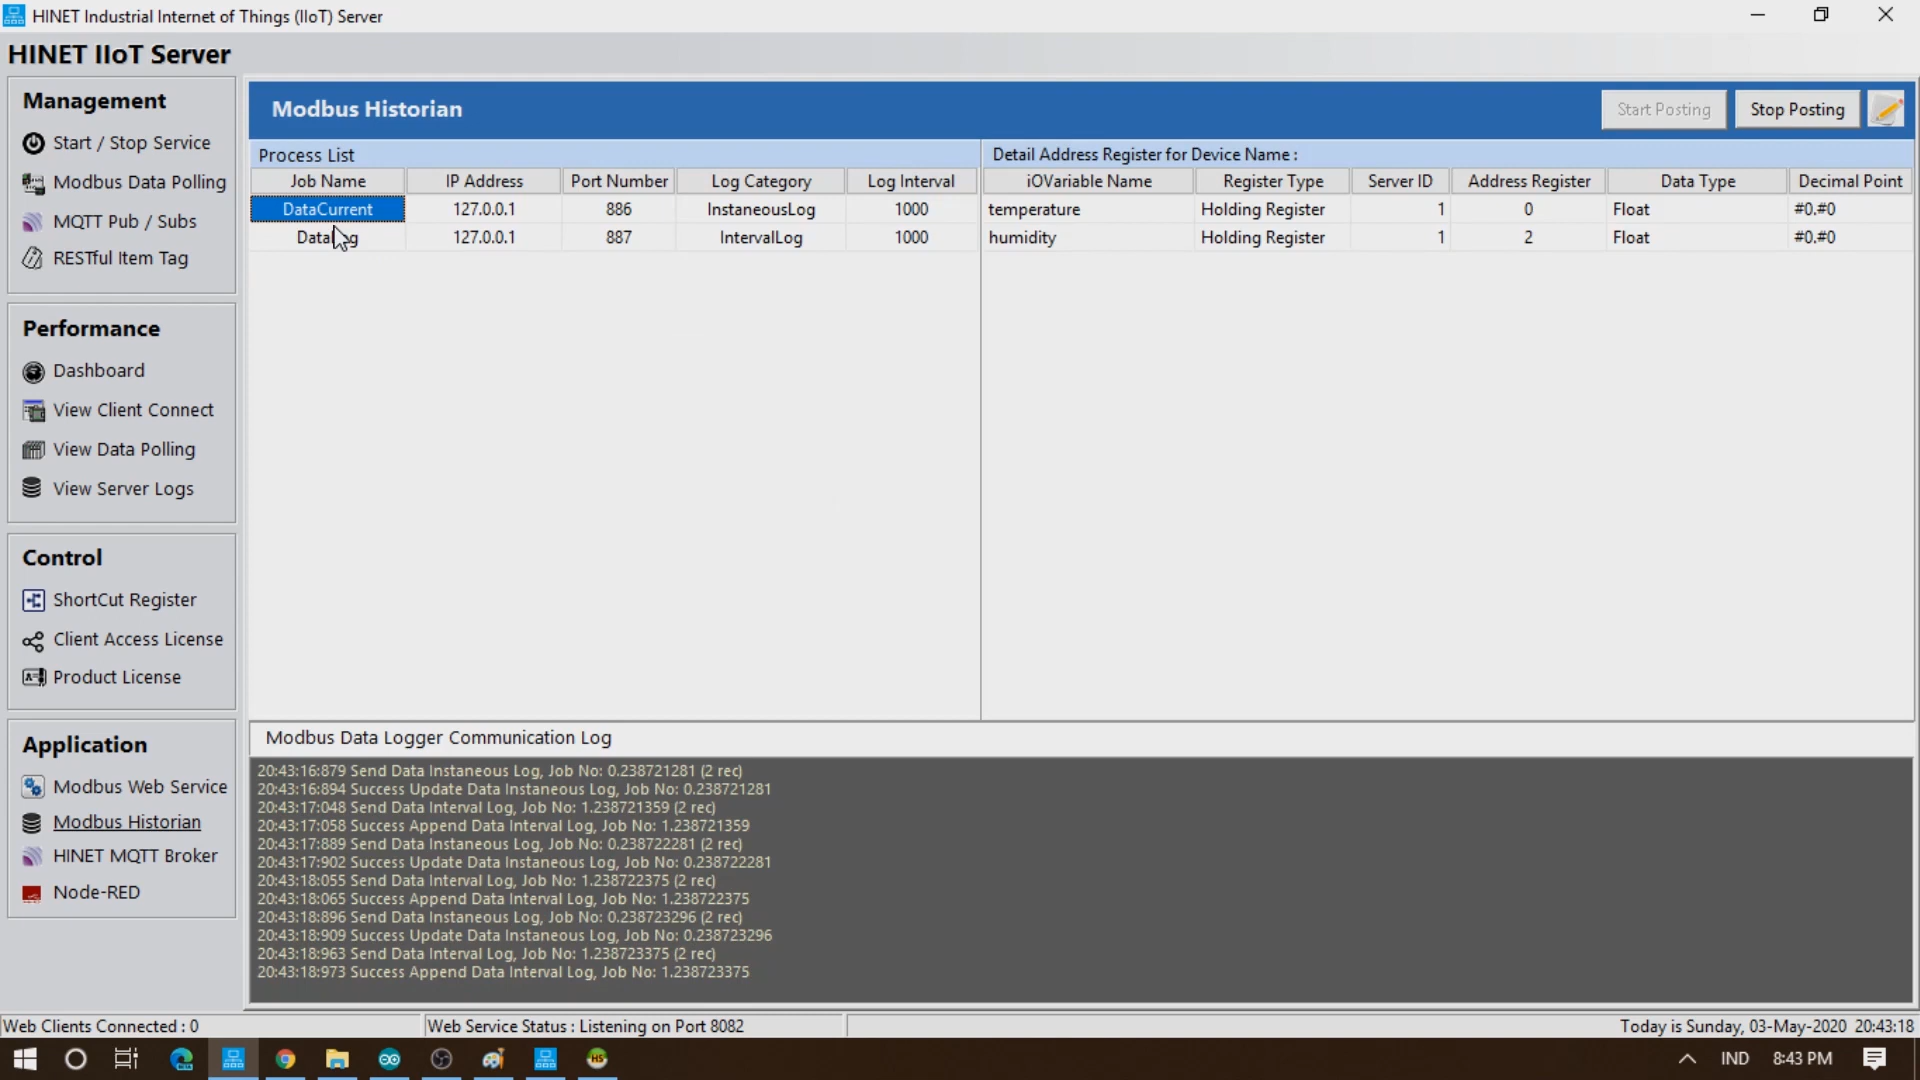 HINET Industrial Internet of Things (IIoT) Server
HINET IIoT Server
Management
Start / Stop Service
Modbus Data Polling
MQTT Pub / Subs
RESTful Item Tag
Performance
Dashboard
View Client Connect
View Data Polling
View Server Logs
Control
ShortCut Register
Client Access License
Product License
Application
Modbus Web Service
Modbus Historian
HINET MQTT Broker
Node-RED
Modbus Historian
Start Posting
Stop Posting
Process List
Job Name IP Address Port Number Log Category Log Interval
DataCurrent 127.0.0.1 886 InstaneousLog 1000
DataLog 127.0.0.1 887 IntervalLog 1000
Detail Address Register for Device Name :
iOVariable Name Register Type Server ID Address Register Data Type Decimal Point
temperature Holding Register 1 0 Float #0.#0
humidity Holding Register 1 2 Float #0.#0
Modbus Data Logger Communication Log
20:43:16:879 Send Data Instaneous Log, Job No: 0.238721281 (2 rec)
20:43:16:894 Success Update Data Instaneous Log, Job No: 0.238721281
20:43:17:048 Send Data Interval Log, Job No: 1.238721359 (2 rec)
20:43:17:058 Success Append Data Interval Log, Job No: 1.238721359
20:43:17:889 Send Data Instaneous Log, Job No: 0.238722281 (2 rec)
20:43:17:902 Success Update Data Instaneous Log, Job No: 0.238722281
20:43:18:055 Send Data Interval Log, Job No: 1.238722375 (2 rec)
20:43:18:065 Success Append Data Interval Log, Job No: 1.238722375
20:43:18:896 Send Data Instaneous Log, Job No: 0.238723296 (2 rec)
20:43:18:909 Success Update Data Instaneous Log, Job No: 0.238723296
20:43:18:963 Send Data Interval Log, Job No: 1.238723375 (2 rec)
20:43:18:973 Success Append Data Interval Log, Job No: 1.238723375
Web Clients Connected : 0
Web Service Status : Listening on Port 8082
Today is Sunday, 03-May-2020 20:43:18
HS
IND
8:43 PM